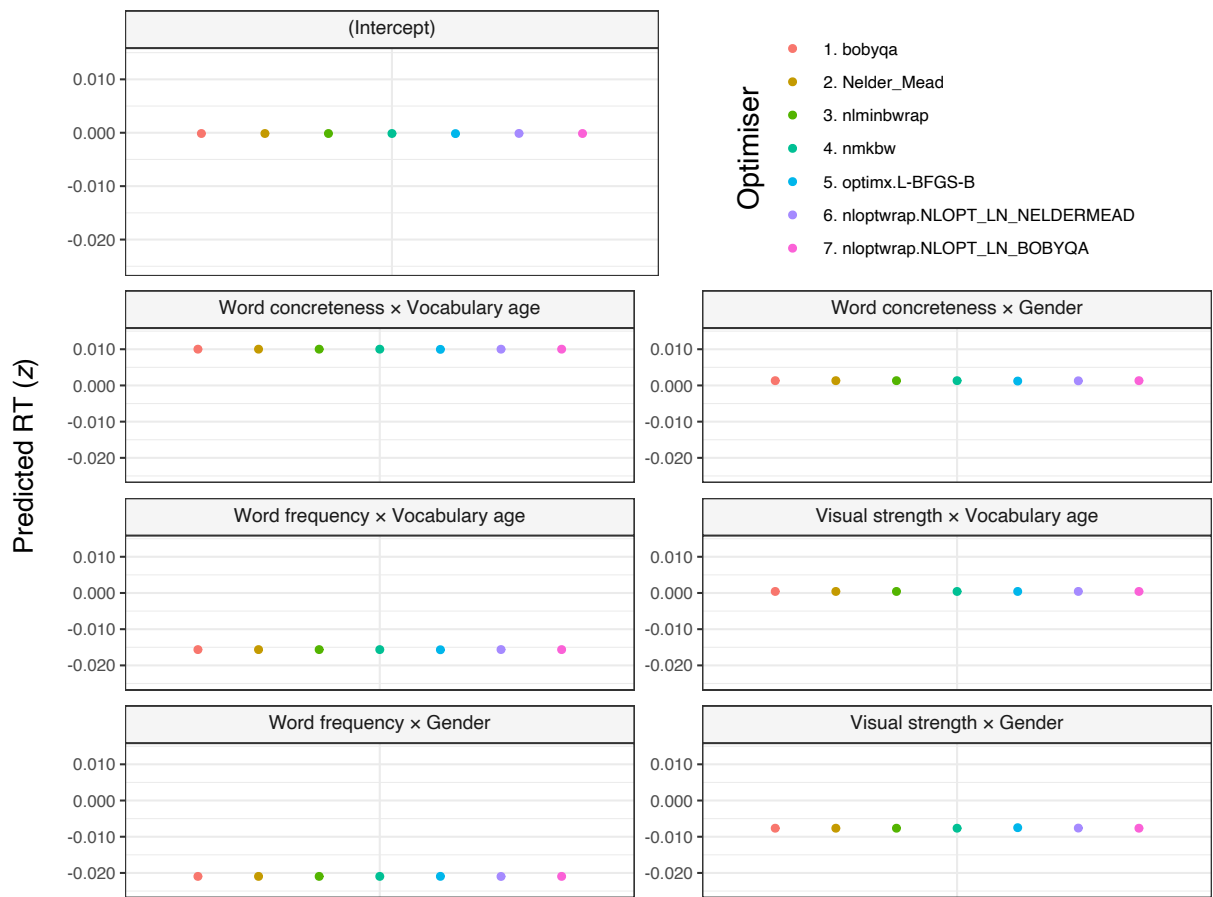 (Intercept)
0.010
0.000
-0.010
-0.020
Optimiser
1. bobyqa
2. Nelder_Mead
3. nlminbwrap
4. nmkbw
5. optimx.L-BFGS-B
6. nloptwrap.NLOPT_LN_NELDERMEAD
7. nloptwrap.NLOPT_LN_BOBYQA
Predicted RT (z)
Word concreteness × Vocabulary age
0.010
0.000
-0.010
-0.020
Word concreteness × Gender
0.010
0.000
-0.010
-0.020
Word frequency × Vocabulary age
0.010
0.000
-0.010
-0.020
Visual strength × Vocabulary age
0.010
0.000
-0.010
-0.020
Word frequency × Gender
0.010
0.000
-0.010
-0.020
Visual strength × Gender
0.010
0.000
-0.010
-0.020